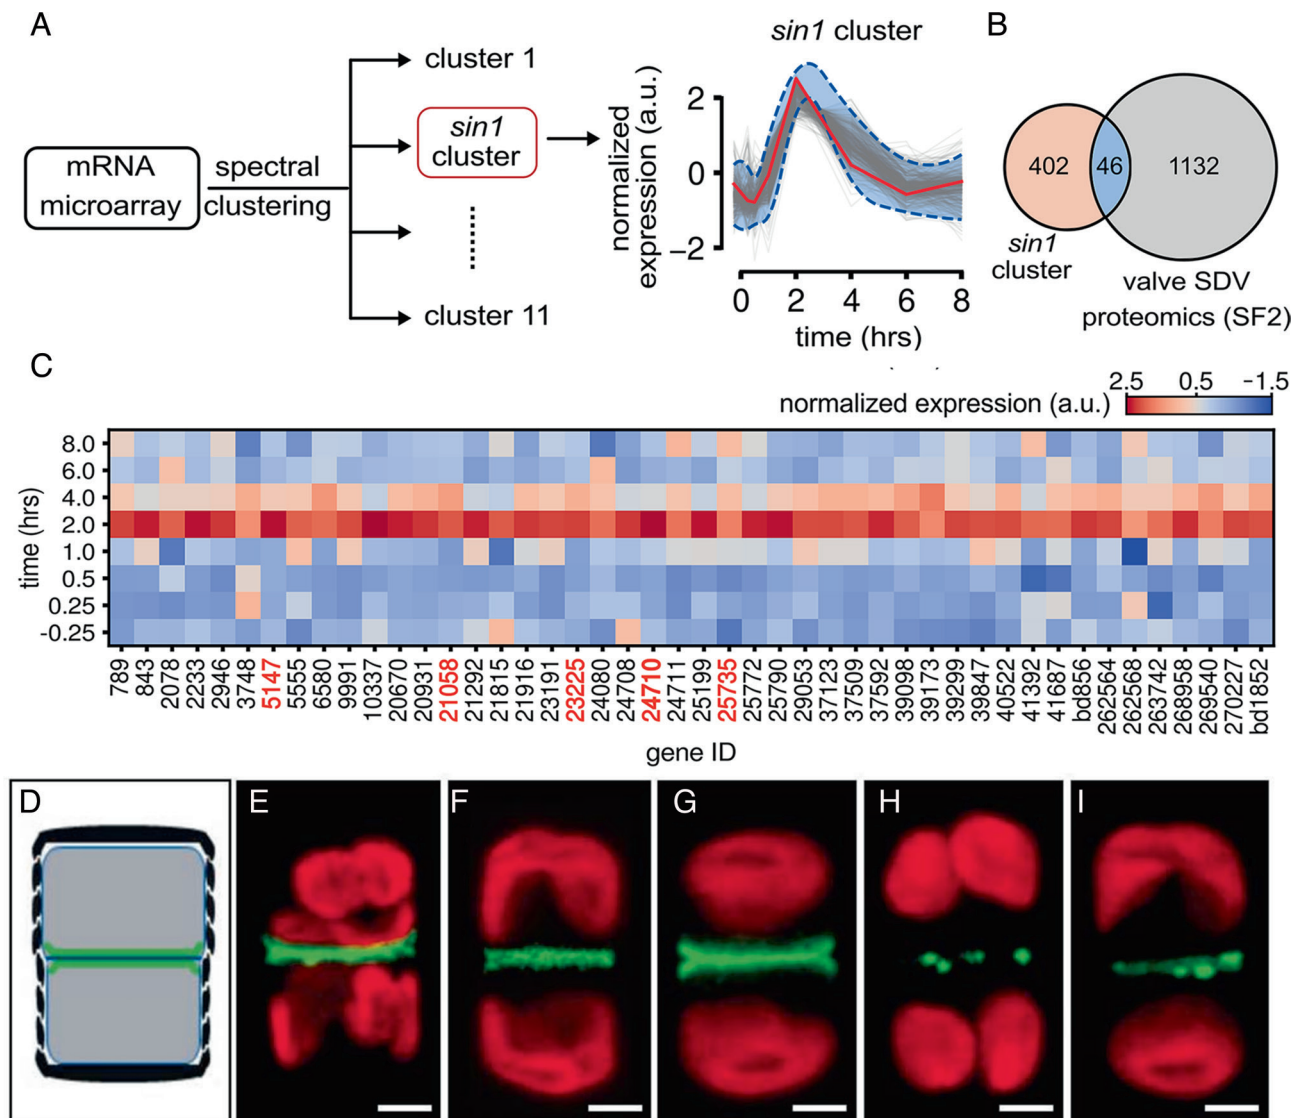 A
mRNA
microarray
spectral
clustering
cluster 1
sin1
cluster
cluster 11
sin1 cluster
normalized
expression (a.u.)
2
0
−2
0 2 4 6 8
time (hrs)
B
402 46 1132
sin1
cluster
valve SDV
proteomics (SF2)
C
normalized expression (a.u.)
2.5 0.5 -1.5
time (hrs)
8.0
6.0
4.0
2.0
1.0
0.5
0.25
-0.25
789 843 2078 2233 2946 3748 5147 5555 6580 9991 10337 20670 20931 21058 21292 21815 21916 23191 23225 24080 24708 24710 24711 25199 25735 25772 25790 29053 37123 37509 37592 39098 39173 39299 39847 40522 41392 41687 bd856 262564 262568 263742 268958 269540 270227 bd1852
gene ID
D E F G H I